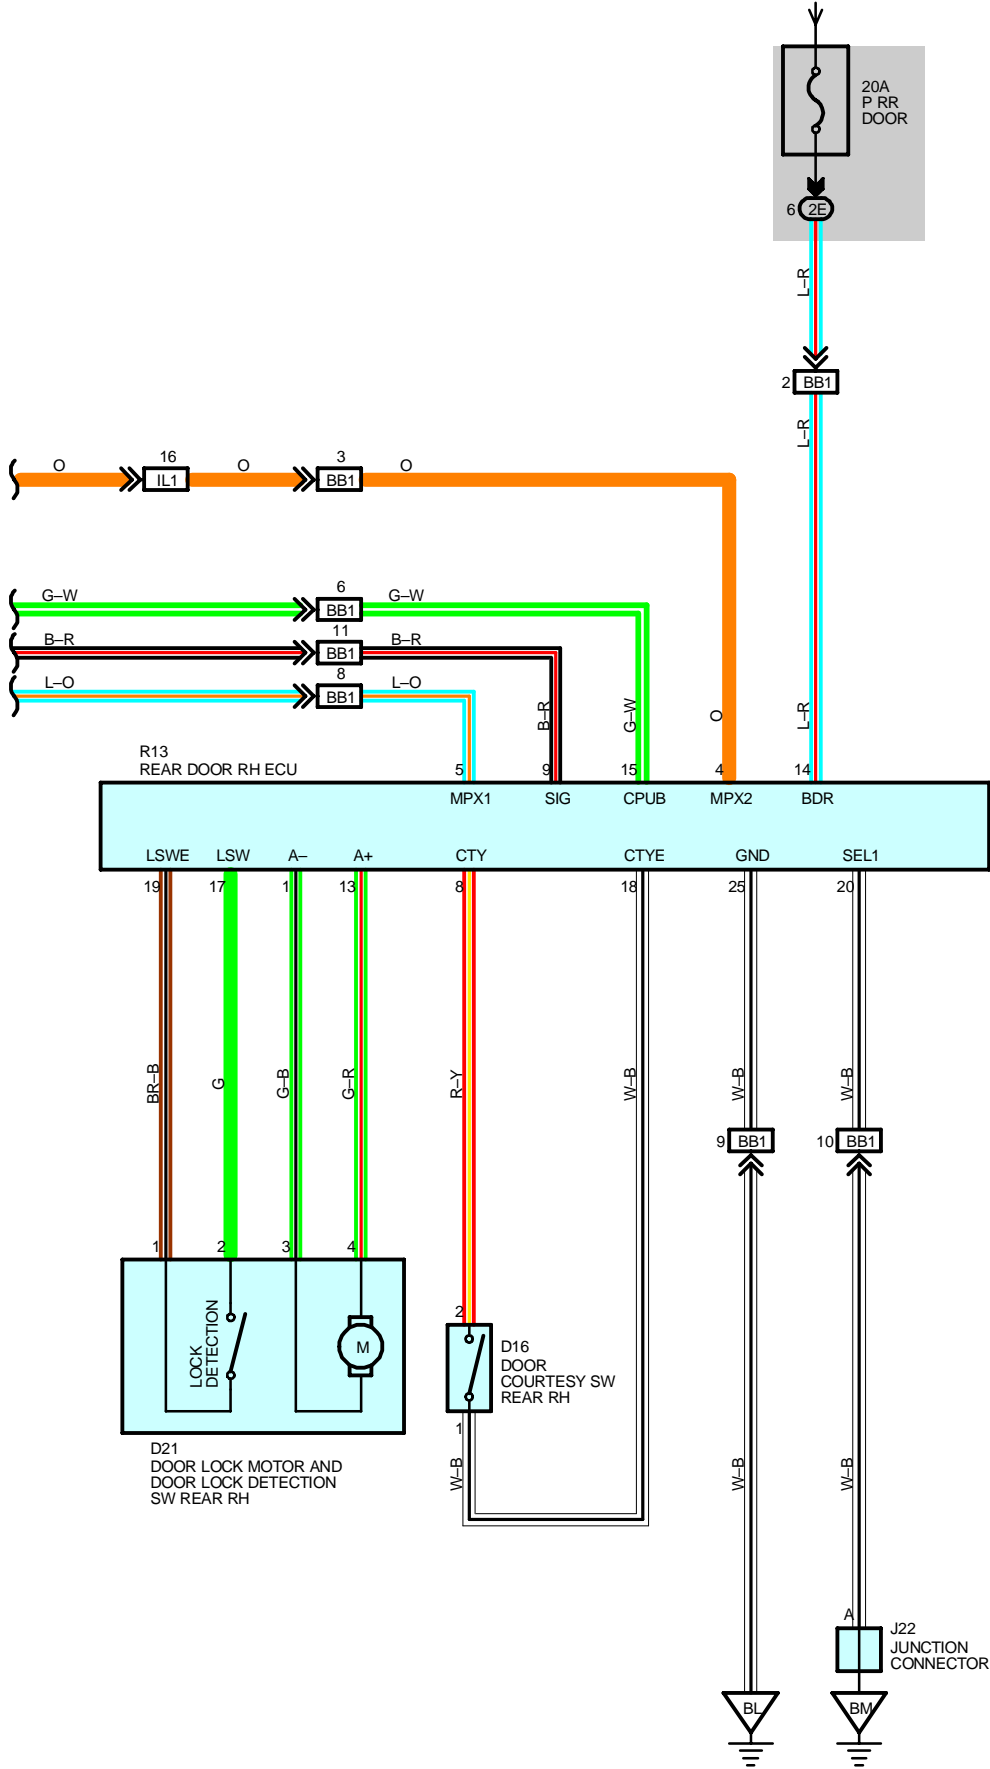 20A
P RR
DOOR
6 2E
L–R
2 BB1
L–R
16
3
O O O
IL1 BB1
6
G–W G–W
BB1
11
B–R B–R
BB1
8
L–O L–O
BB1
B–R G–W O L–R
R13
REAR DOOR RH ECU
5 9 15 4 14
MPX1 SIG CPUB MPX2 BDR
LSWE LSW A– A+ CTY CTYE GND SEL1
19 17 1 13 8 18 25 20
BR–B G G–B G–R R–Y W–B W–B W–B
9 BB1 10 BB1
1 2 3 4
LOCK
DETECTION
M
2
D16
DOOR
COURTESY SW
REAR RH
1
D21
DOOR LOCK MOTOR AND
DOOR LOCK DETECTION
SW REAR RH
W–B W–B W–B
A
J22
JUNCTION
CONNECTOR
BL BM